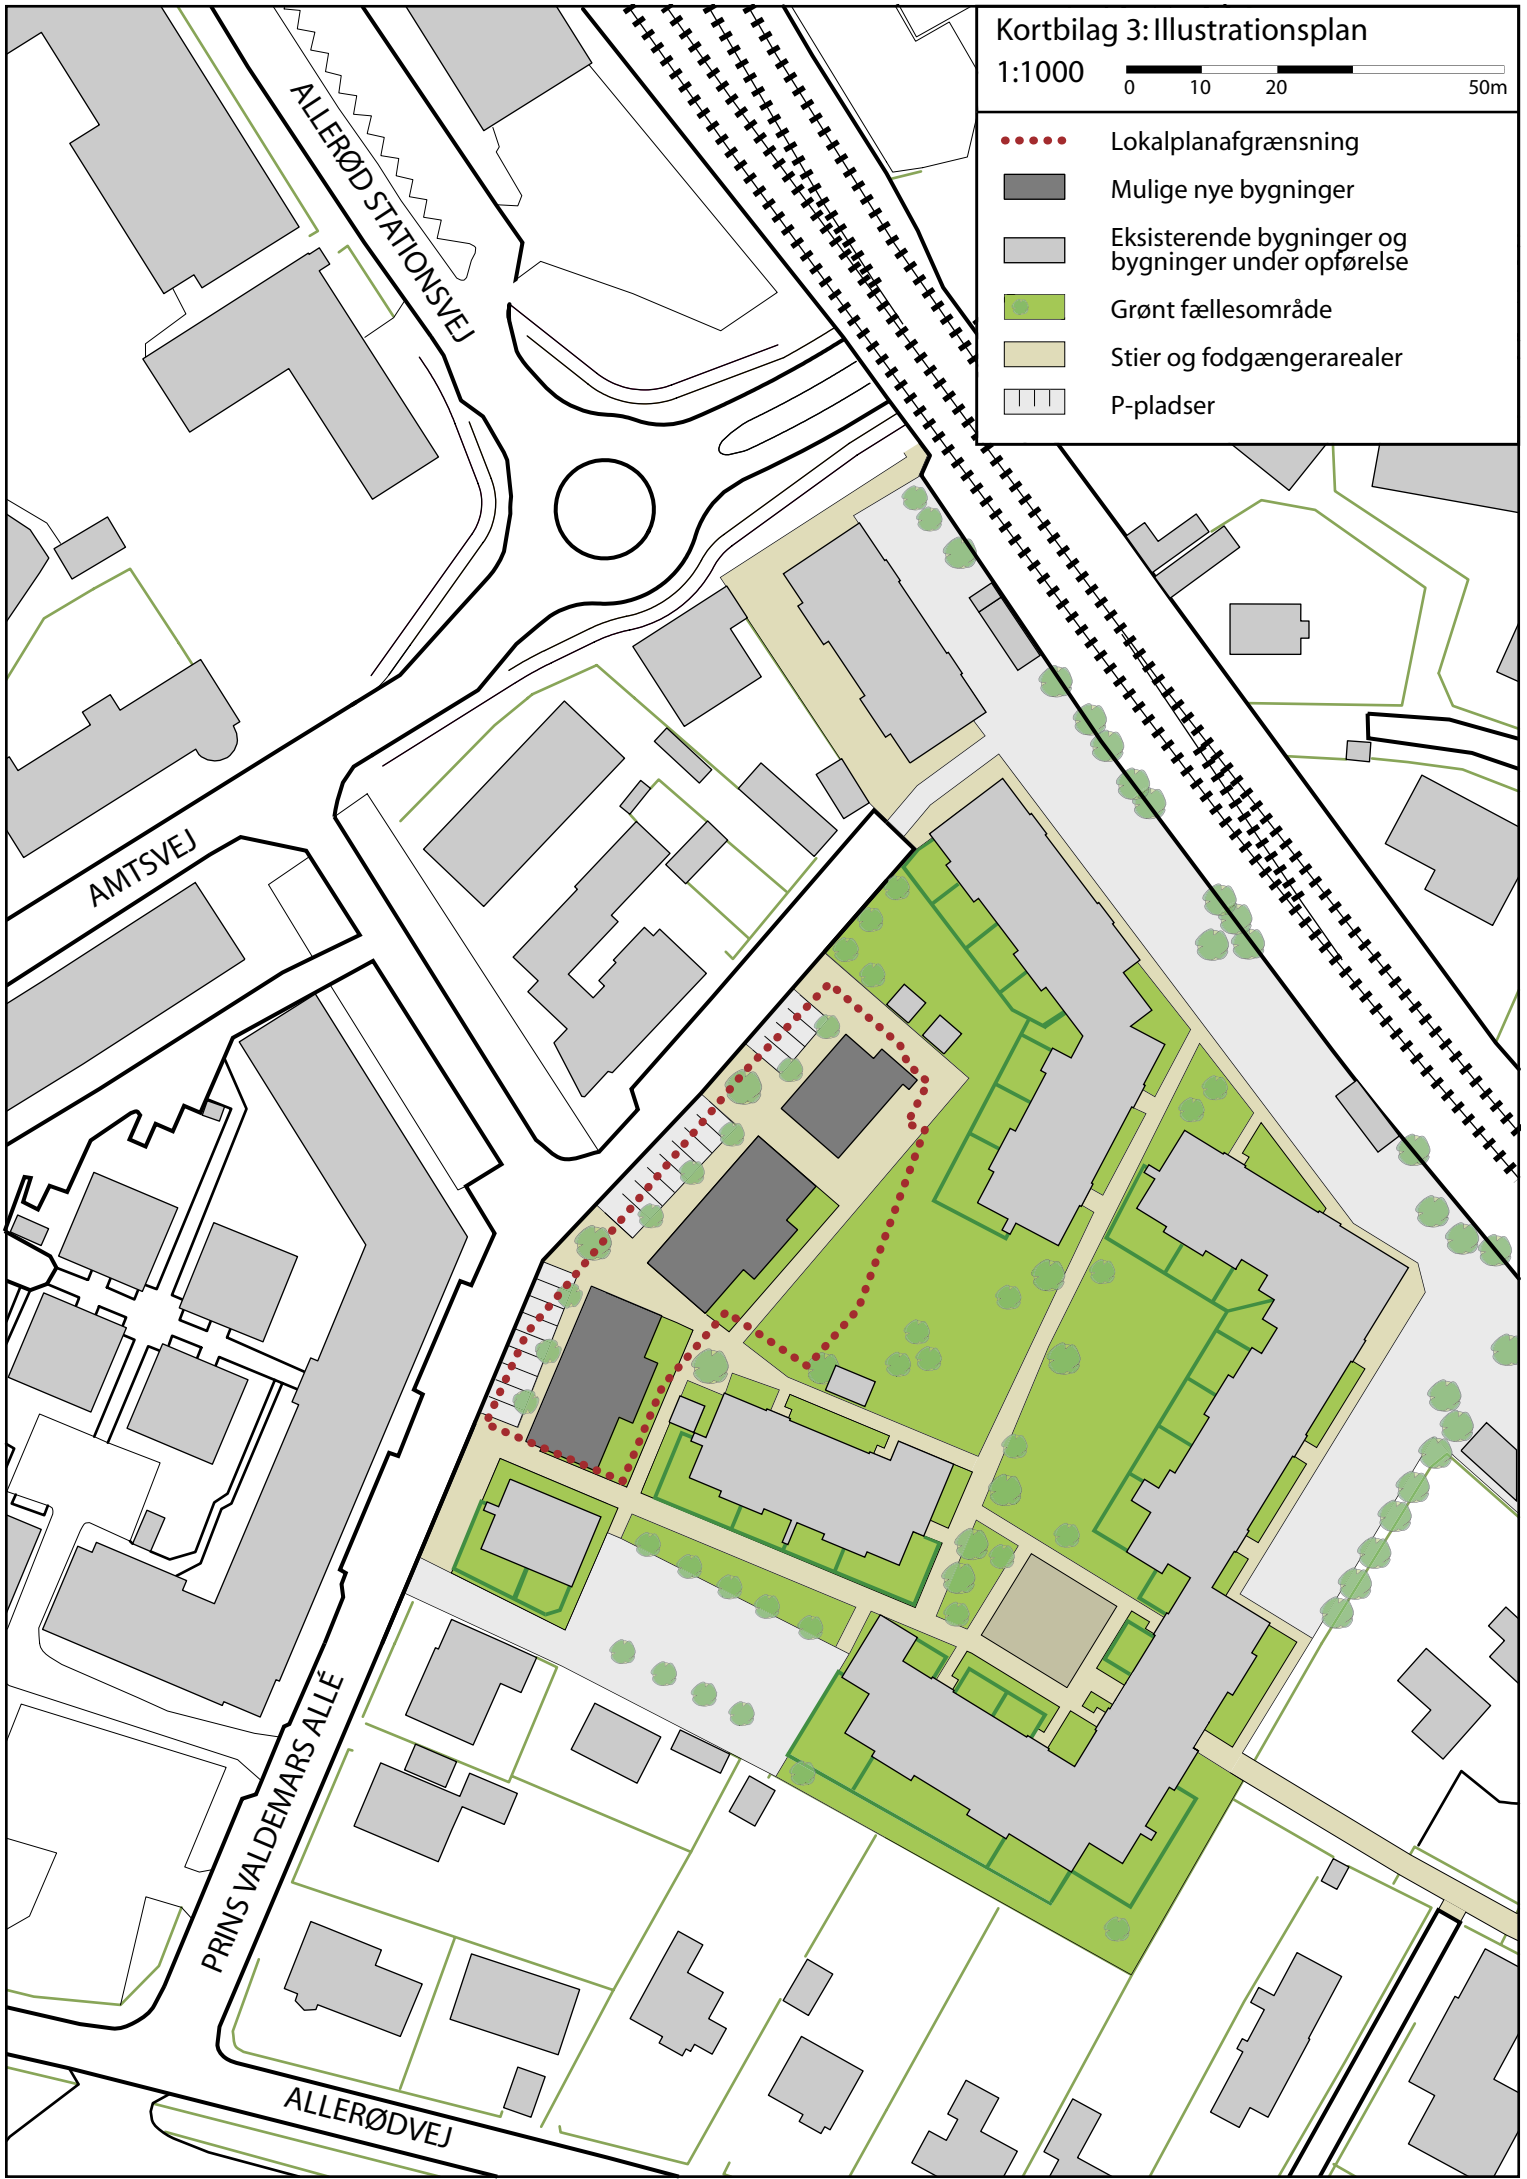 Kortbilag 3: Illustrationsplan
1:1000
0 10 20 50m
Lokalplanafgrænsning
Mulige nye bygninger
Eksisterende bygninger og
bygninger under opførelse
Grønt fællesområde
Stier og fodgængerarealer
P-pladser
ALLERØD STATIONSVEJ
AMTSVEJ
PRINS VALDEMARS ALLÉ
ALLERØDVEJ